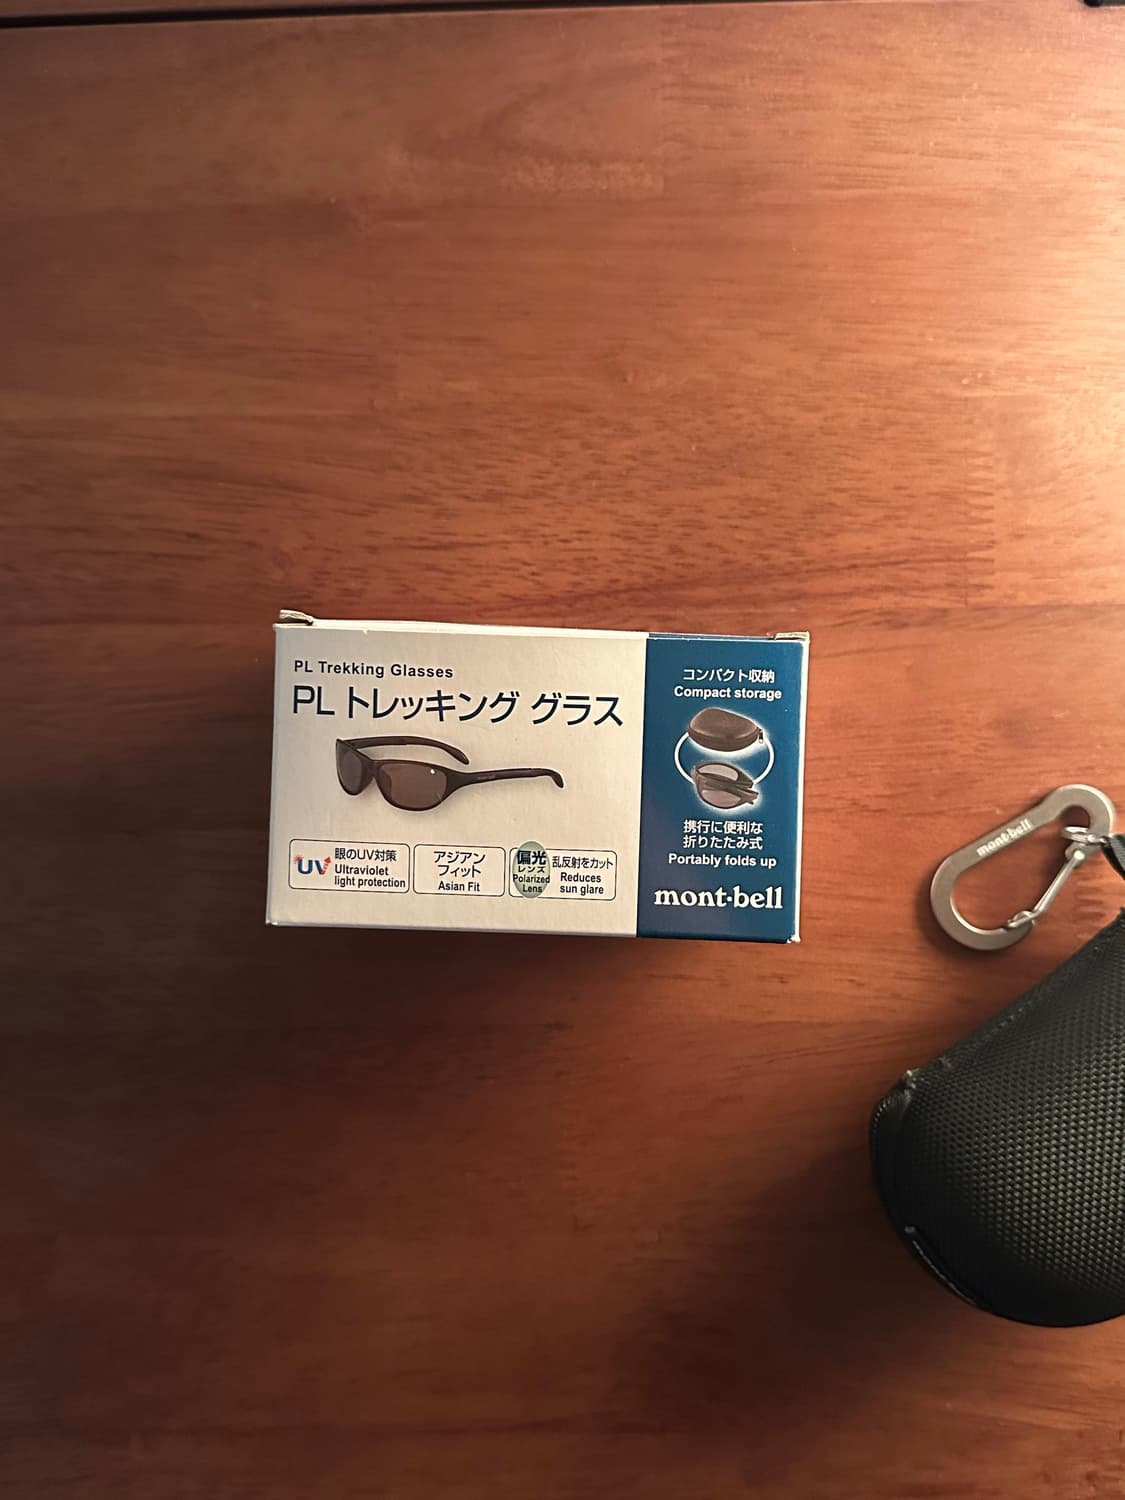 PL Trekking Glasses
PL トレッキング グラス
UV
眼のUV対策
Ultraviolet
light protection
アジアン
フィット
Asian Fit
偏光
レンズ
Polarized
Lens
乱反射をカット
Reduces
sun glare
コンパクト収納
Compact storage
携行に便利な
折りたたみ式
Portably folds up
mont-bell
mont-bell